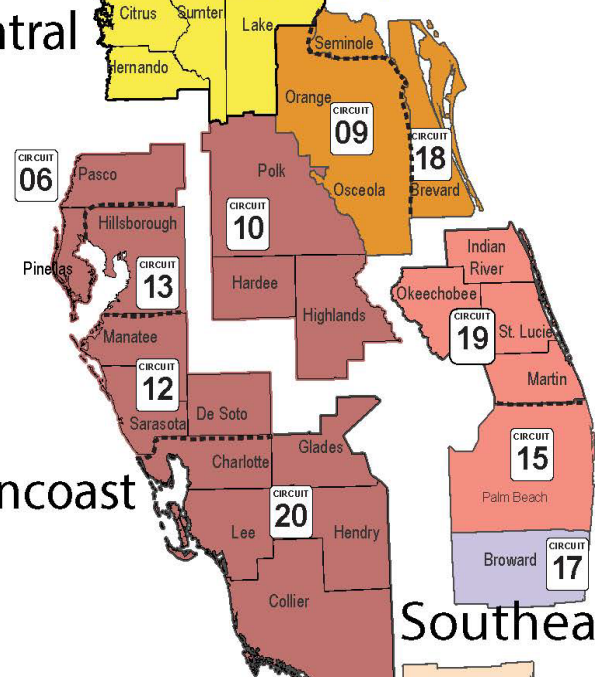 Citrus
Sumter
Lake
ntral
Hernando
Seminole
Orange
CIRCUIT
09
CIRCUIT
18
Osceola
Brevard
CIRCUIT
06
Pasco
Polk
Hillsborough
CIRCUIT
10
Pinellas
CIRCUIT
13
Hardee
Highlands
Indian
River
Okeechobee
CIRCUIT
19
St. Lucie
Martin
Manatee
CIRCUIT
12
Sarasota
De Soto
Charlotte
Glades
CIRCUIT
15
Palm Beach
ncoast
CIRCUIT
20
Lee
Hendry
Collier
Broward
CIRCUIT
17
Southea